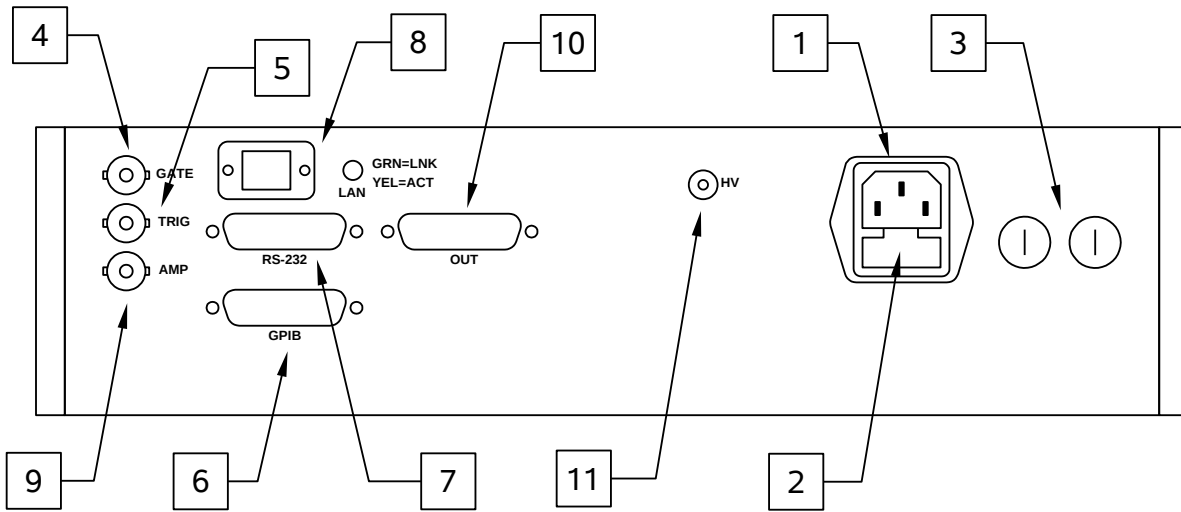 4
5
8
10
1
3
GATE
GRN=LNK
YEL=ACT
LAN
HV
TRIG
RS-232
OUT
AMP
GPIB
9
6
7
11
2